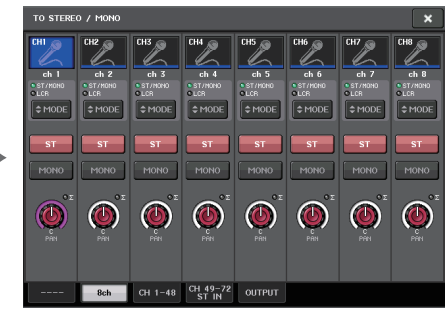 TO STEREO / MONO
×
CH1 CH2 CH3 CH4 CH5 CH6 CH7 CH8
ch 1 ch 2 ch 3 ch 4 ch 5 ch 6 ch 7 ch 8
ST/MONO ST/MONO ST/MONO ST/MONO ST/MONO ST/MONO ST/MONO ST/MONO
LCR LCR LCR LCR LCR LCR LCR LCR
MODE MODE MODE MODE MODE MODE MODE MODE
ST ST ST ST ST ST ST ST
MONO MONO MONO MONO MONO MONO MONO MONO
Σ Σ Σ Σ Σ Σ Σ Σ
C C C C C C C C
PAN PAN PAN PAN PAN PAN PAN PAN
---- 8ch CH 1-48 CH 49-72 ST IN OUTPUT